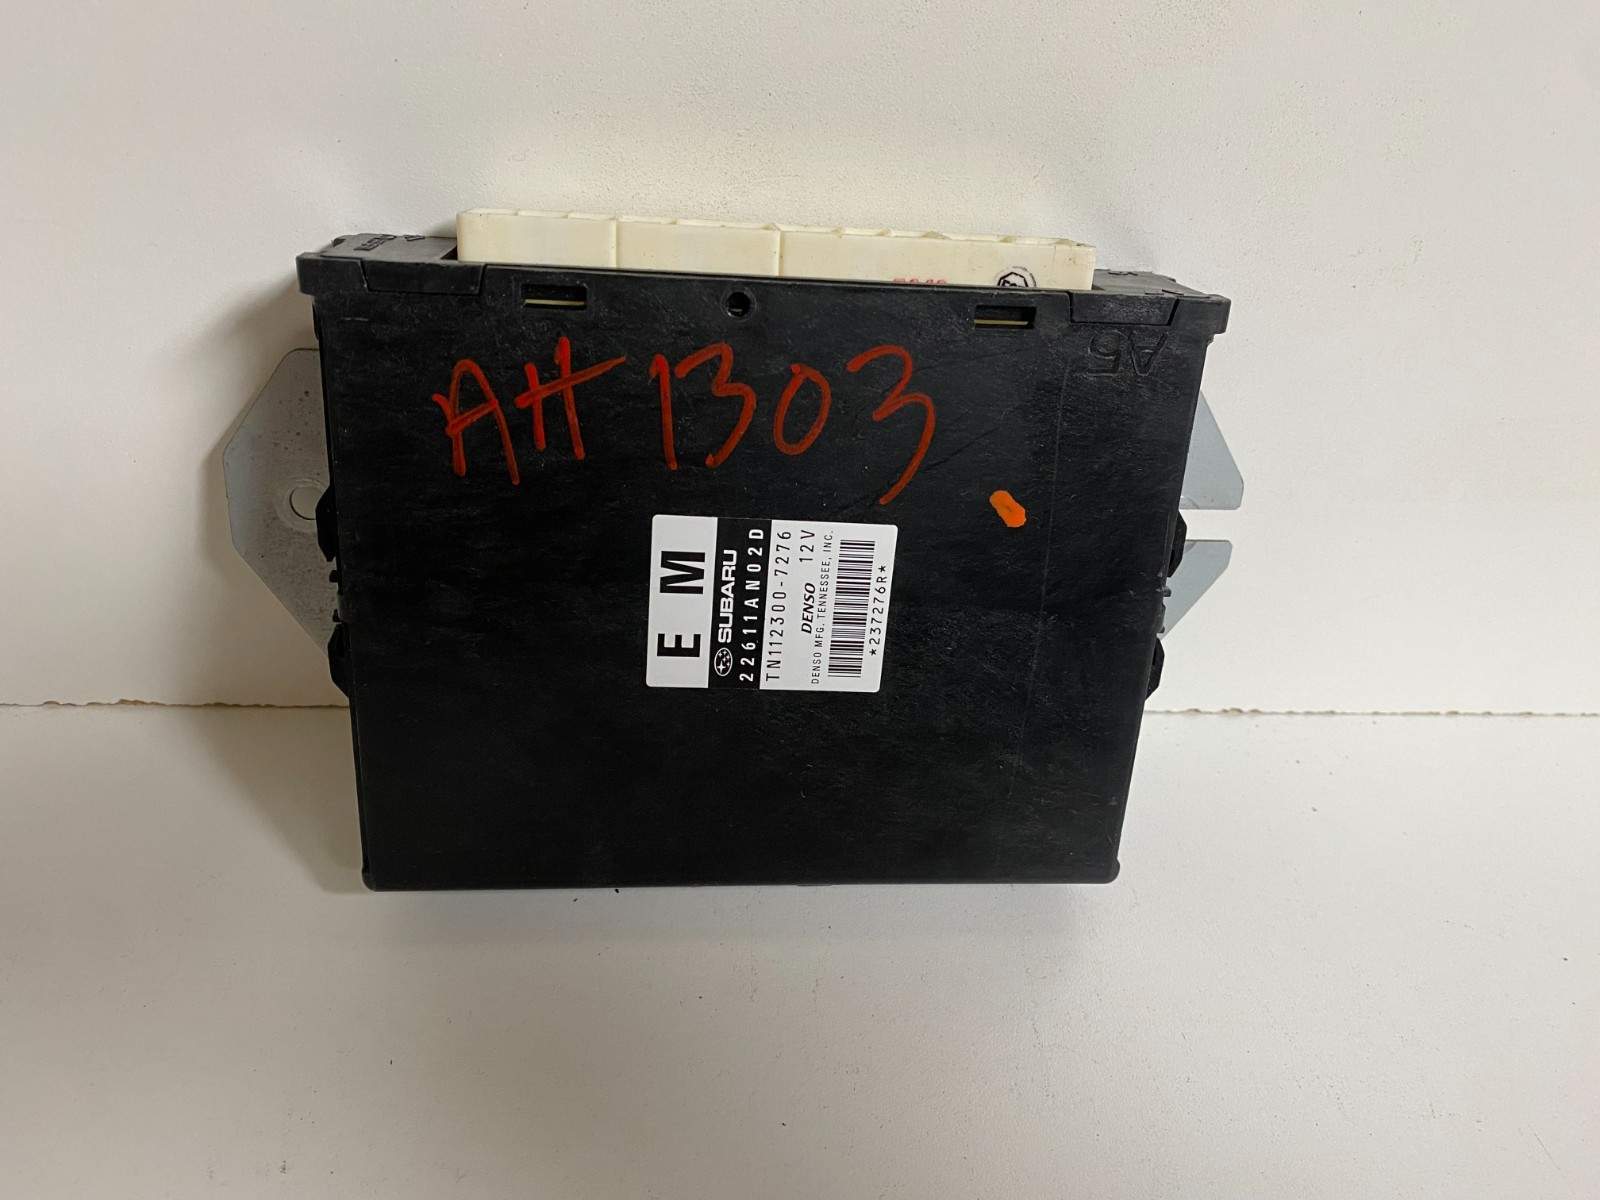 AH 1303
A5
E M
SUBARU
22611AN02D
TN112300-7276
DENSO 12V
DENSO MFG. TENNESSEE, INC.
*237276R*